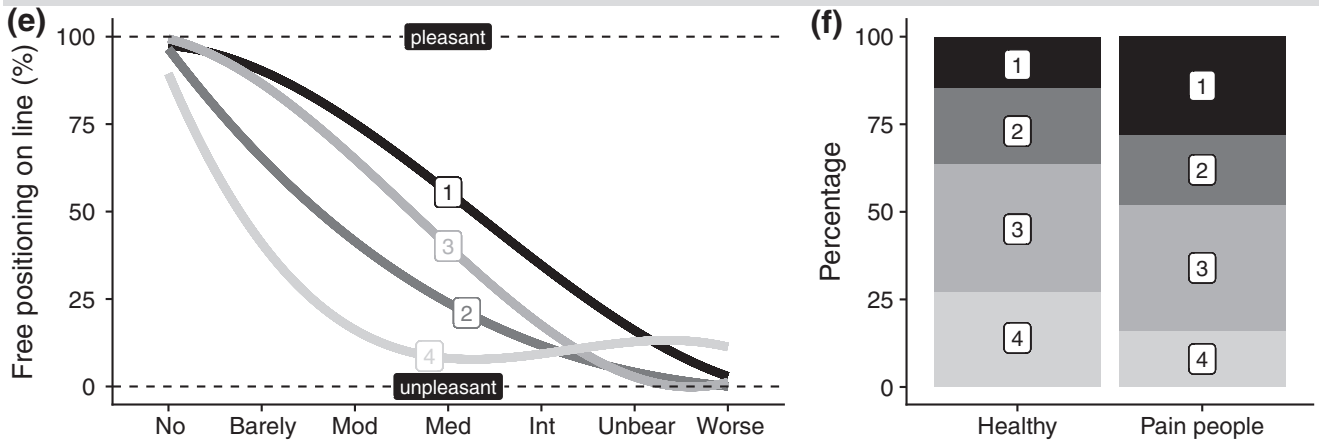 (e)
Free positioning on line (%)
100
75
50
25
0
pleasant
1
3
2
4
unpleasant
No Barely Mod Med Int Unbear Worse
(f)
Percentage
100
75
50
25
0
1
2
3
4
1
2
3
4
Healthy Pain people